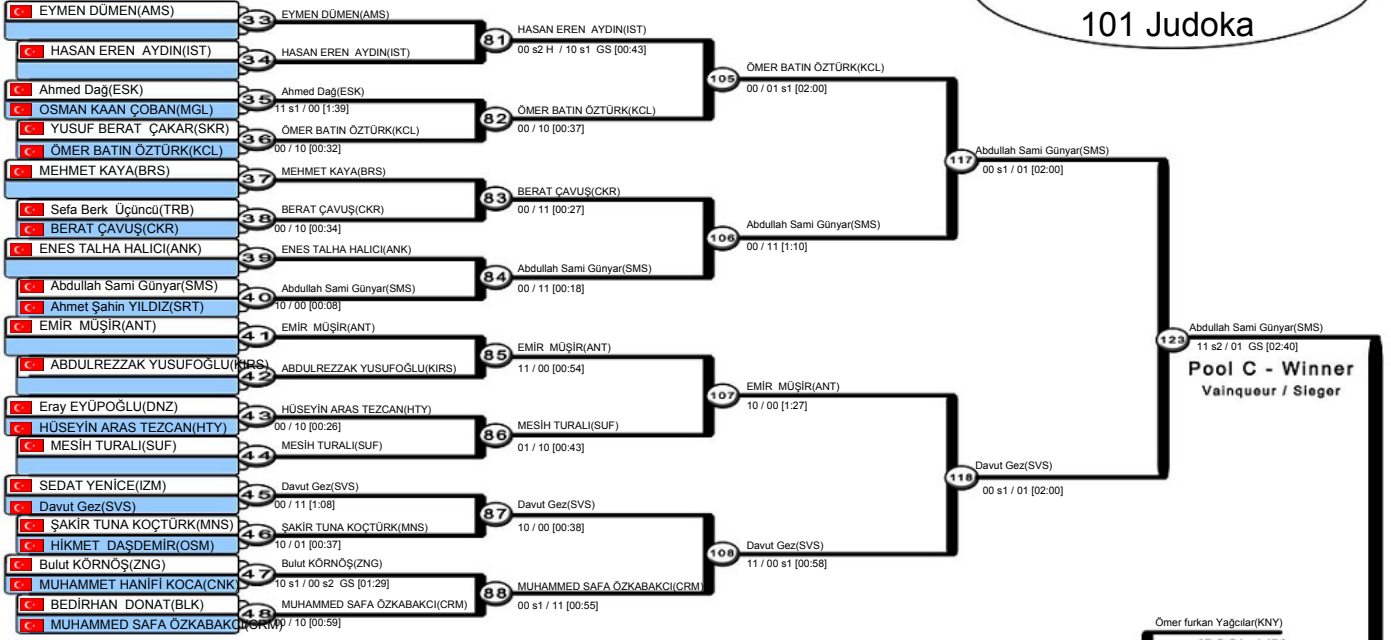 101 Judoka
EYMEN DÜMEN(AMS)
33
EYMEN DÜMEN(AMS)
HASAN EREN AYDIN(IST)
34
HASAN EREN AYDIN(IST)
81
HASAN EREN AYDIN(IST)
00 s2 H / 10 s1 GS [00:43]
Ahmed Dağ(ESK)
OSMAN KAAN ÇOBAN(MGL)
35
Ahmed Dağ(ESK)
11 s1 / 00 [1:39]
YUSUF BERAT ÇAKAR(SKR)
ÖMER BATIN ÖZTÜRK(KCL)
36
ÖMER BATIN ÖZTÜRK(KCL)
00 / 10 [00:32]
82
ÖMER BATIN ÖZTÜRK(KCL)
00 / 10 [00:37]
105
ÖMER BATIN ÖZTÜRK(KCL)
00 / 01 s1 [02:00]
MEHMET KAYA(BRS)
37
MEHMET KAYA(BRS)
Sefa Berk Üçüncü(TRB)
BERAT ÇAVUŞ(CKR)
38
BERAT ÇAVUŞ(CKR)
00 / 10 [00:34]
83
BERAT ÇAVUŞ(CKR)
00 / 11 [00:27]
ENES TALHA HALICI(ANK)
39
ENES TALHA HALICI(ANK)
Abdullah Sami Günyar(SMS)
Ahmet Şahin YILDIZ(SRT)
40
Abdullah Sami Günyar(SMS)
10 / 00 [00:08]
84
Abdullah Sami Günyar(SMS)
00 / 11 [00:18]
106
Abdullah Sami Günyar(SMS)
00 / 11 [1:10]
117
Abdullah Sami Günyar(SMS)
00 s1 / 01 [02:00]
EMİR MÜŞİR(ANT)
41
EMİR MÜŞİR(ANT)
ABDULREZZAK YUSUFOĞLU(KIRS)
42
ABDULREZZAK YUSUFOĞLU(KIRS)
85
EMİR MÜŞİR(ANT)
11 / 00 [00:54]
Eray EYÜPOĞLU(DNZ)
HÜSEYİN ARAS TEZCAN(HTY)
43
HÜSEYİN ARAS TEZCAN(HTY)
00 / 10 [00:26]
MESİH TURALI(SUF)
44
MESİH TURALI(SUF)
86
MESİH TURALI(SUF)
01 / 10 [00:43]
107
EMİR MÜŞİR(ANT)
10 / 00 [1:27]
SEDAT YENİCE(IZM)
Davut Gez(SVS)
45
Davut Gez(SVS)
00 / 11 [1:08]
ŞAKİR TUNA KOÇTÜRK(MNS)
HİKMET DAŞDEMİR(OSM)
46
ŞAKİR TUNA KOÇTÜRK(MNS)
10 / 01 [00:37]
87
Davut Gez(SVS)
10 / 00 [00:38]
Bulut KÖRNÖŞ(ZNG)
MUHAMMET HANİFİ KOCA(CNK)
47
Bulut KÖRNÖŞ(ZNG)
10 s1 / 00 s2 GS [01:29]
BEDİRHAN DONAT(BLK)
MUHAMMED SAFA ÖZKABAKCI(CRM)
48
MUHAMMED SAFA ÖZKABAKCI(CRM)
00 / 10 [00:59]
88
MUHAMMED SAFA ÖZKABAKCI(CRM)
00 s1 / 11 [00:55]
108
Davut Gez(SVS)
11 / 00 s1 [00:58]
118
Davut Gez(SVS)
00 s1 / 01 [02:00]
123
Abdullah Sami Günyar(SMS)
11 s2 / 01 GS [02:40]
Pool C - Winner
Vainqueur / Sieger
Ömer furkan Yağcılar(KNY)